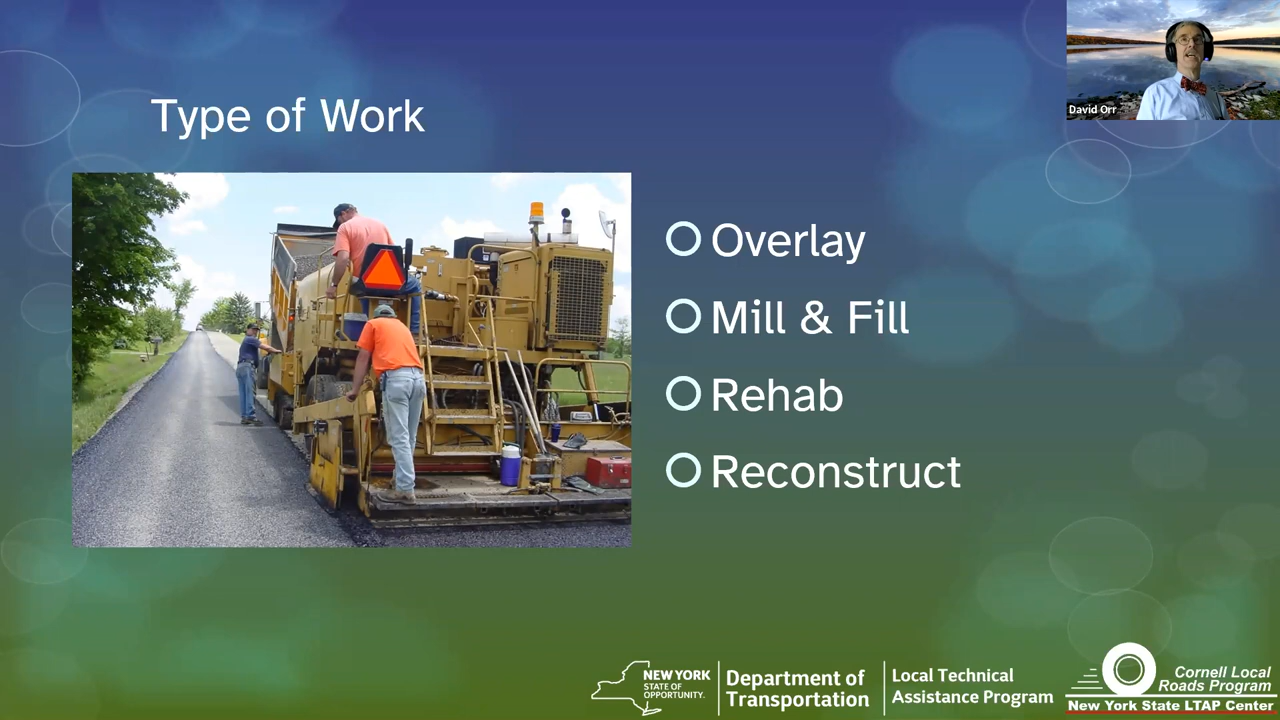 David Orr
Type of Work
Overlay
Mill & Fill
Rehab
Reconstruct
NEW YORK
STATE OF
OPPORTUNITY.
Department of
Transportation
Local Technical
Assistance Program
Cornell Local
Roads Program
New York State LTAP Center